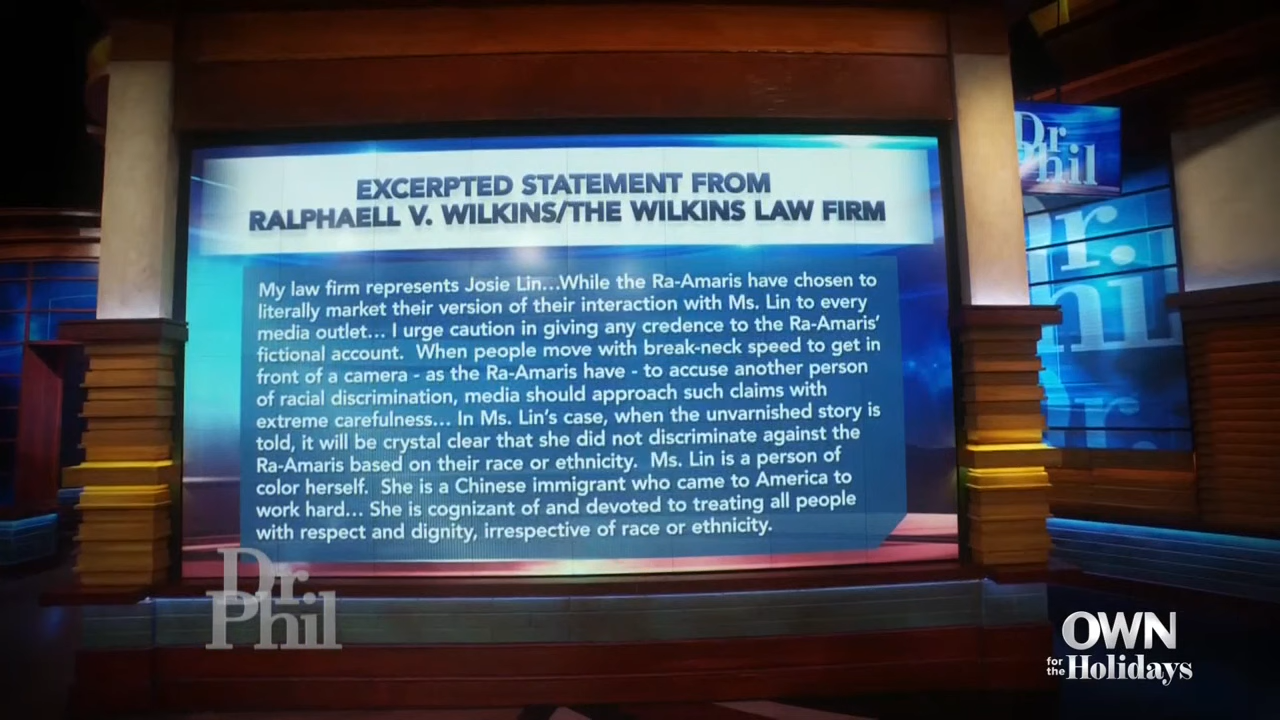 EXCERPTED STATEMENT FROM
RALPHAELL V. WILKINS/THE WILKINS LAW FIRM
My law firm represents Josie Lin...While the Ra-Amaris have chosen to
literally market their version of their interaction with Ms. Lin to every
media outlet... I urge caution in giving any credence to the Ra-Amaris'
fictional account. When people move with break-neck speed to get in
front of a camera - as the Ra-Amaris have - to accuse another person
of racial discrimination, media should approach such claims with
extreme carefulness... In Ms. Lin's case, when the unvarnished story is
told, it will be crystal clear that she did not discriminate against the
Ra-Amaris based on their race or ethnicity. Ms. Lin is a person of
color herself. She is a Chinese immigrant who came to America to
work hard... She is cognizant of and devoted to treating all people
with respect and dignity, irrespective of race or ethnicity.
Dr.
Phil
Dr.
Phil
OWN
for the Holidays